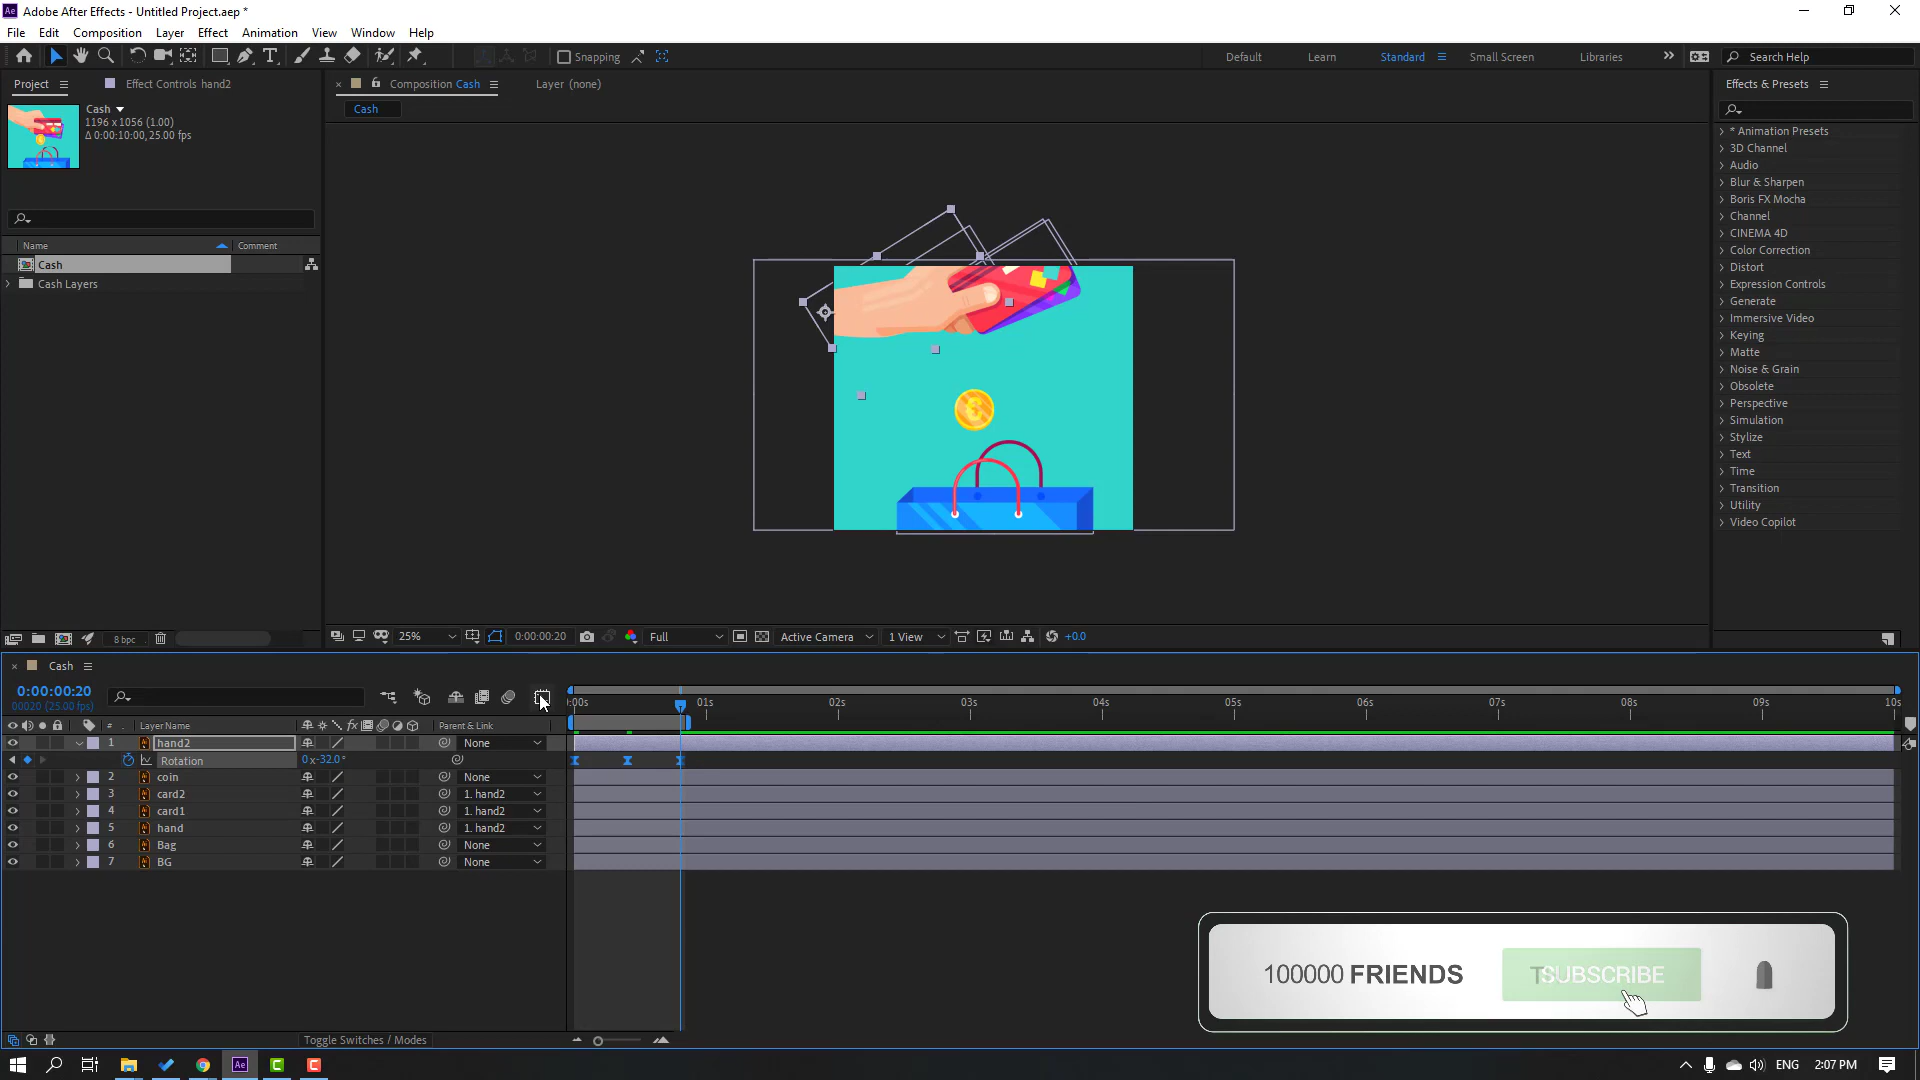 Adobe After Effects - Untitled Project.aep *
File Edit Composition Layer Effect Animation View Window Help
Snapping
Default Learn Standard Small Screen Libraries
Search Help
Project
Effect Controls hand2
Cash
1196 x 1056 (1.00)
Δ 0:00:10:00, 25.00 fps
Name Comment
Cash
Cash Layers
8 bpc
Composition Cash
Layer (none)
Cash
25%
0:00:00:20
Full
Active Camera
1 View
+0.0
Effects & Presets
* Animation Presets
3D Channel
Audio
Blur & Sharpen
Boris FX Mocha
Channel
CINEMA 4D
Color Correction
Distort
Expression Controls
Generate
Immersive Video
Keying
Matte
Noise & Grain
Obsolete
Perspective
Simulation
Stylize
Text
Time
Transition
Utility
Video Copilot
Cash
0:00:00:20
00020 (25.00 fps)
:00s 01s 02s 03s 04s 05s 06s 07s 08s 09s 10s
# Layer Name Parent & Link
1 hand2 None
Rotation 0x-32.0°
2 coin None
3 card2 1. hand2
4 card1 1. hand2
5 hand 1. hand2
6 Bag None
7 BG None
Toggle Switches / Modes
100000 FRIENDS
SUBSCRIBE
ENG
2:07 PM